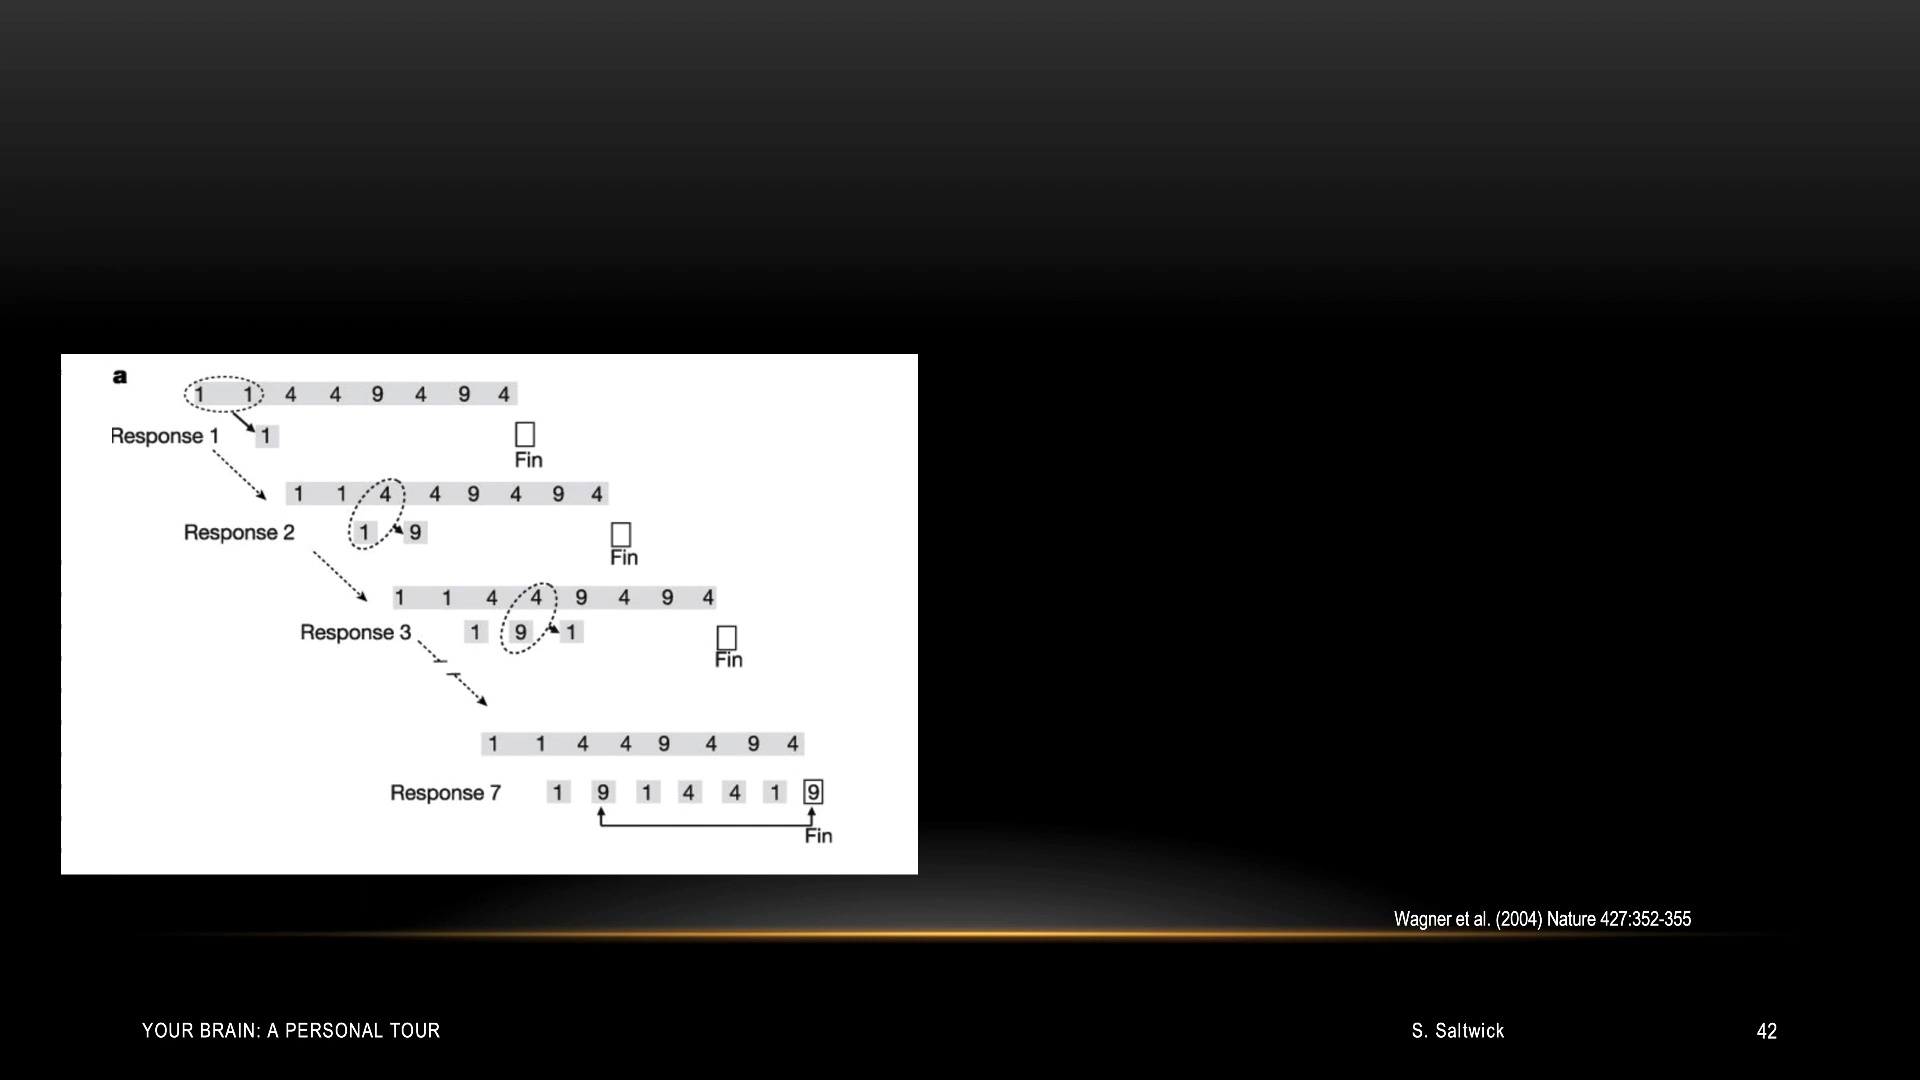 a
1 1 4 4 9 4 9 4
Response 1 1
Fin
1 1 4 4 9 4 9 4
Response 2 1 9
Fin
1 1 4 4 9 4 9 4
Response 3 1 9 1
Fin
1 1 4 4 9 4 9 4
Response 7 1 9 1 4 4 1 9
Fin
Wagner et al. (2004) Nature 427:352-355
YOUR BRAIN: A PERSONAL TOUR
S. Saltwick
42